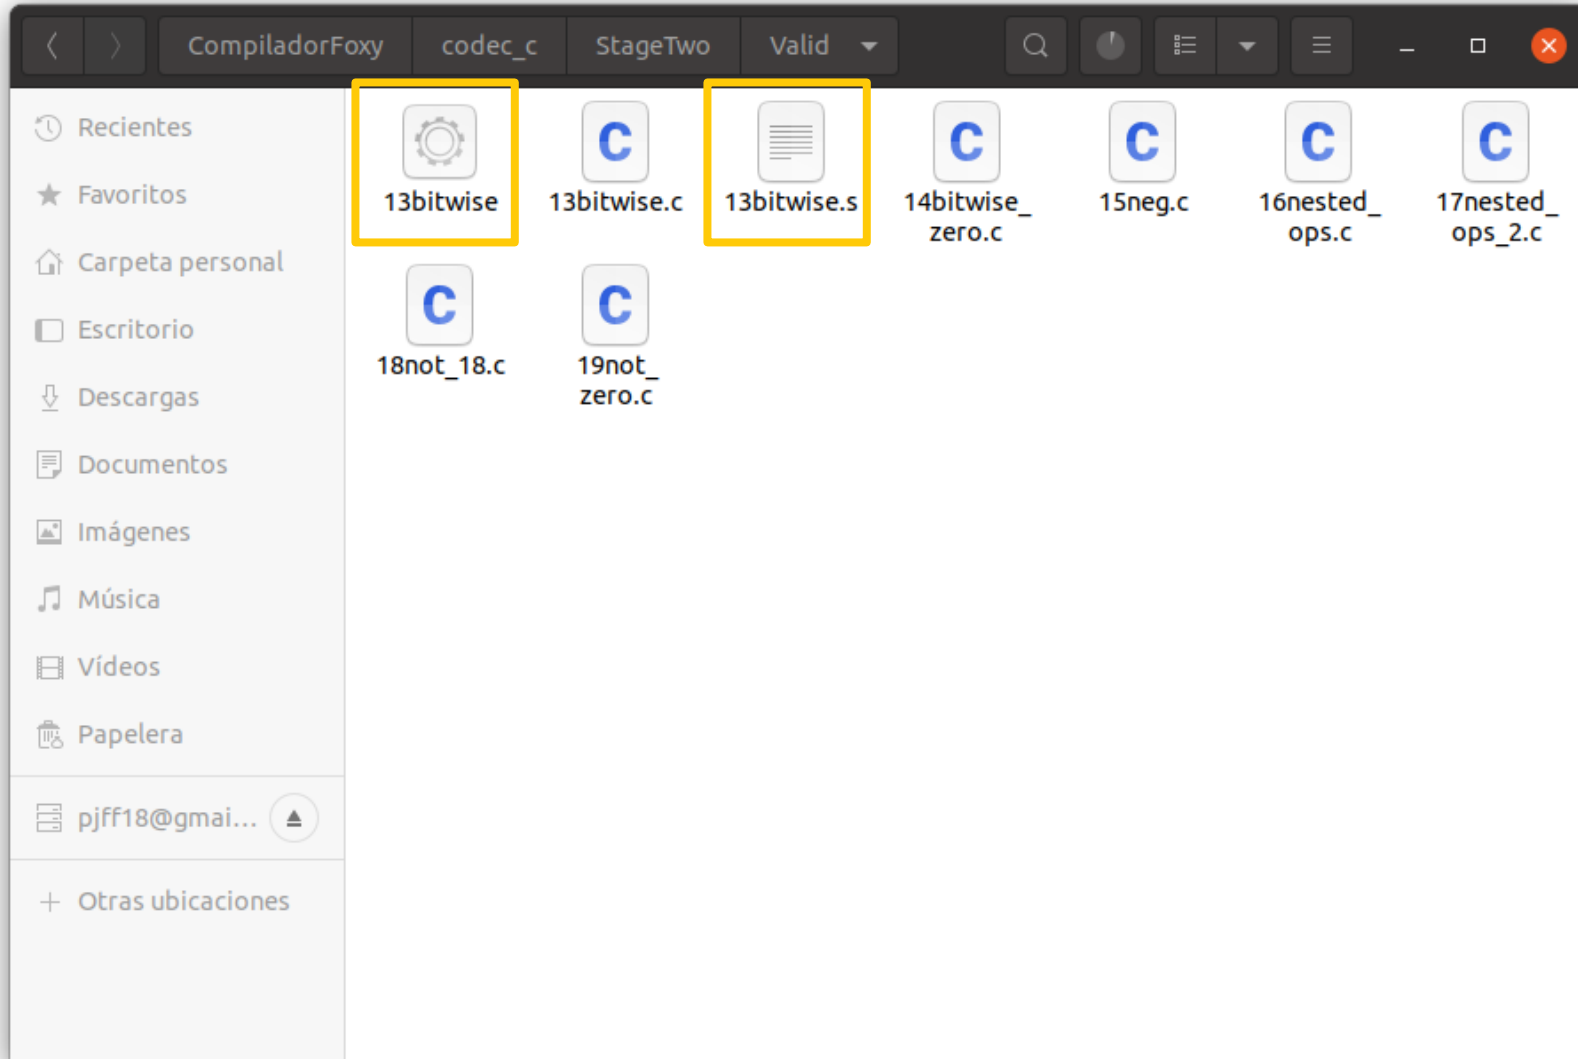 CompiladorFoxy codec_c StageTwo Valid
Recientes
Favoritos
Carpeta personal
Escritorio
Descargas
Documentos
Imágenes
Música
Vídeos
Papelera
pjff18@gmai...
Otras ubicaciones
13bitwise
13bitwise.c
13bitwise.s
14bitwise_
zero.c
15neg.c
16nested_
ops.c
17nested_
ops_2.c
18not_18.c
19not_
zero.c